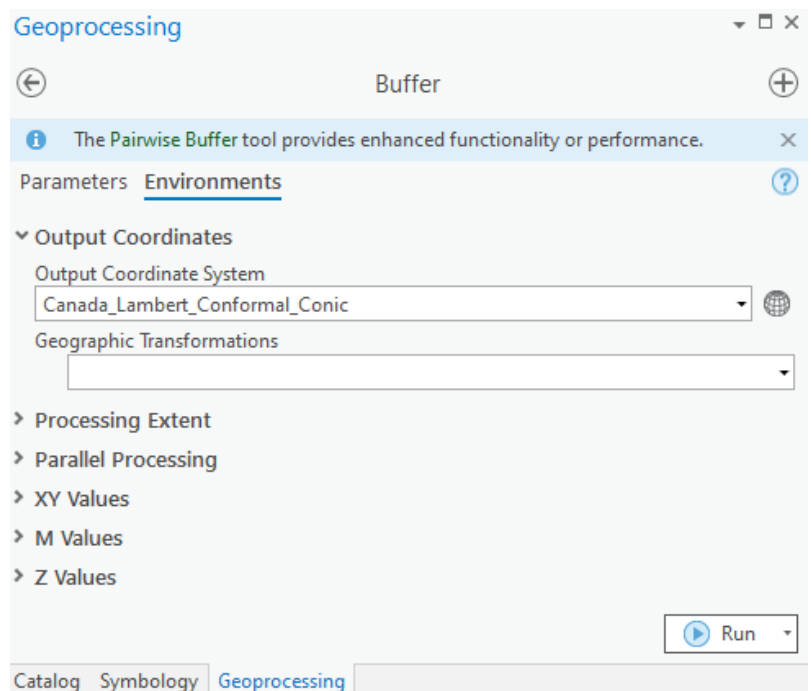 Geoprocessing
Buffer
The Pairwise Buffer tool provides enhanced functionality or performance.
Parameters Environments
Output Coordinates
Output Coordinate System
Canada_Lambert_Conformal_Conic
Geographic Transformations
Processing Extent
Parallel Processing
XY Values
M Values
Z Values
Run
Catalog Symbology Geoprocessing